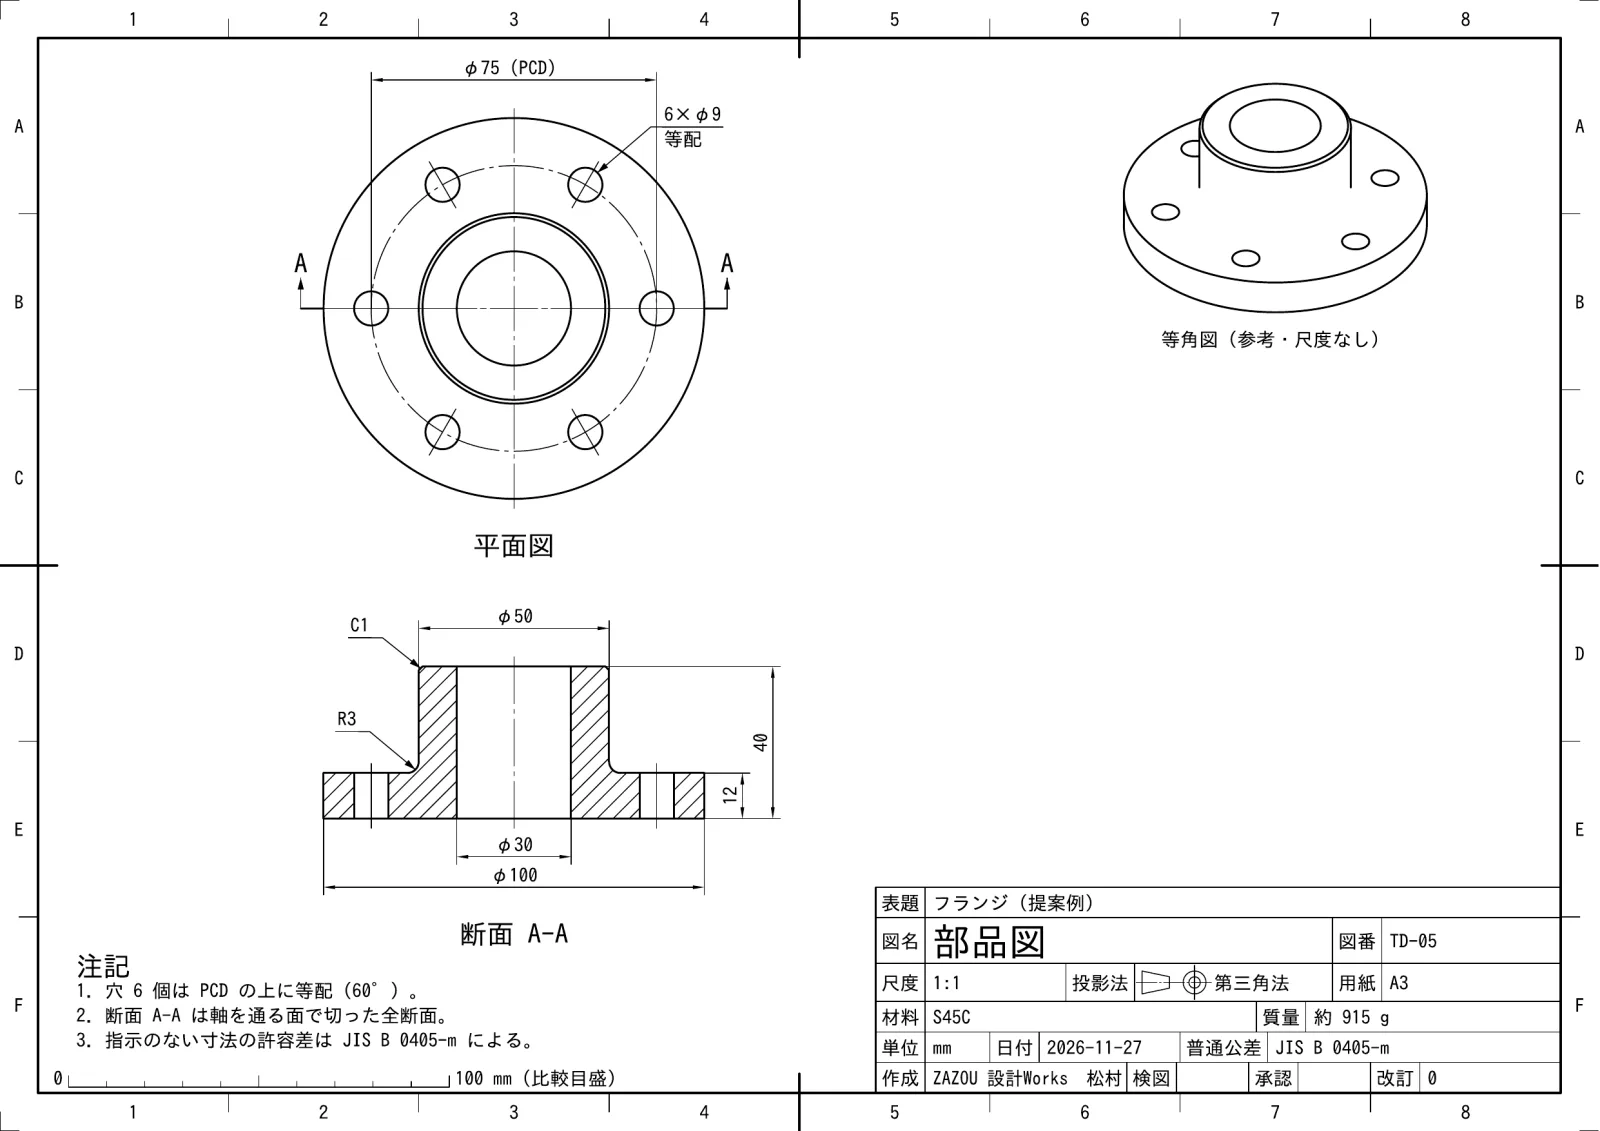 1 2 3 4 5 6 7 8
A A
B B
C C
D D
E E
F F
φ75 (PCD)
6×φ9
等配
A A
平面図
等角図（参考・尺度なし）
φ50
C1
R3
40
12
φ30
φ100
断面 A-A
注記
1. 穴 6 個は PCD の上に等配（60°）。
2. 断面 A-A は軸を通る面で切った全断面。
3. 指示のない寸法の許容差は JIS B 0405-m による。
0 100 mm（比較目盛）
表題 フランジ（提案例）
図名 部品図 図番 TD-05
尺度 1:1 投影法 第三角法 用紙 A3
材料 S45C 質量 約 915 g
単位 mm 日付 2026-11-27 普通公差 JIS B 0405-m
作成 ZAZOU 設計Works 松村 検図 承認 改訂 0
1 2 3 4 5 6 7 8